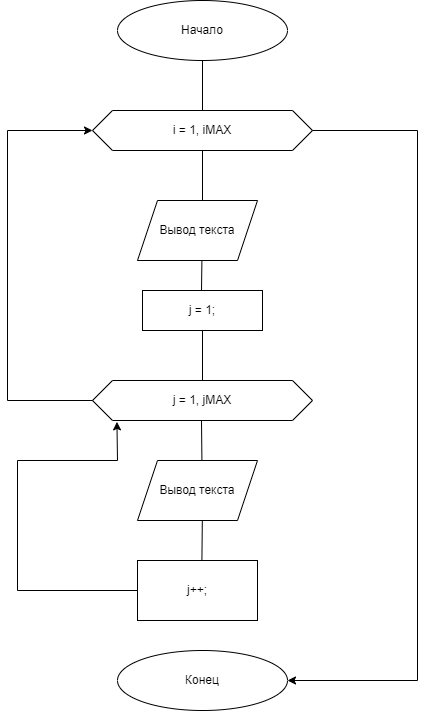 Начало
i = 1, iMAX
Вывод текста
j = 1;
j = 1, jMAX
Вывод текста
j++;
Конец